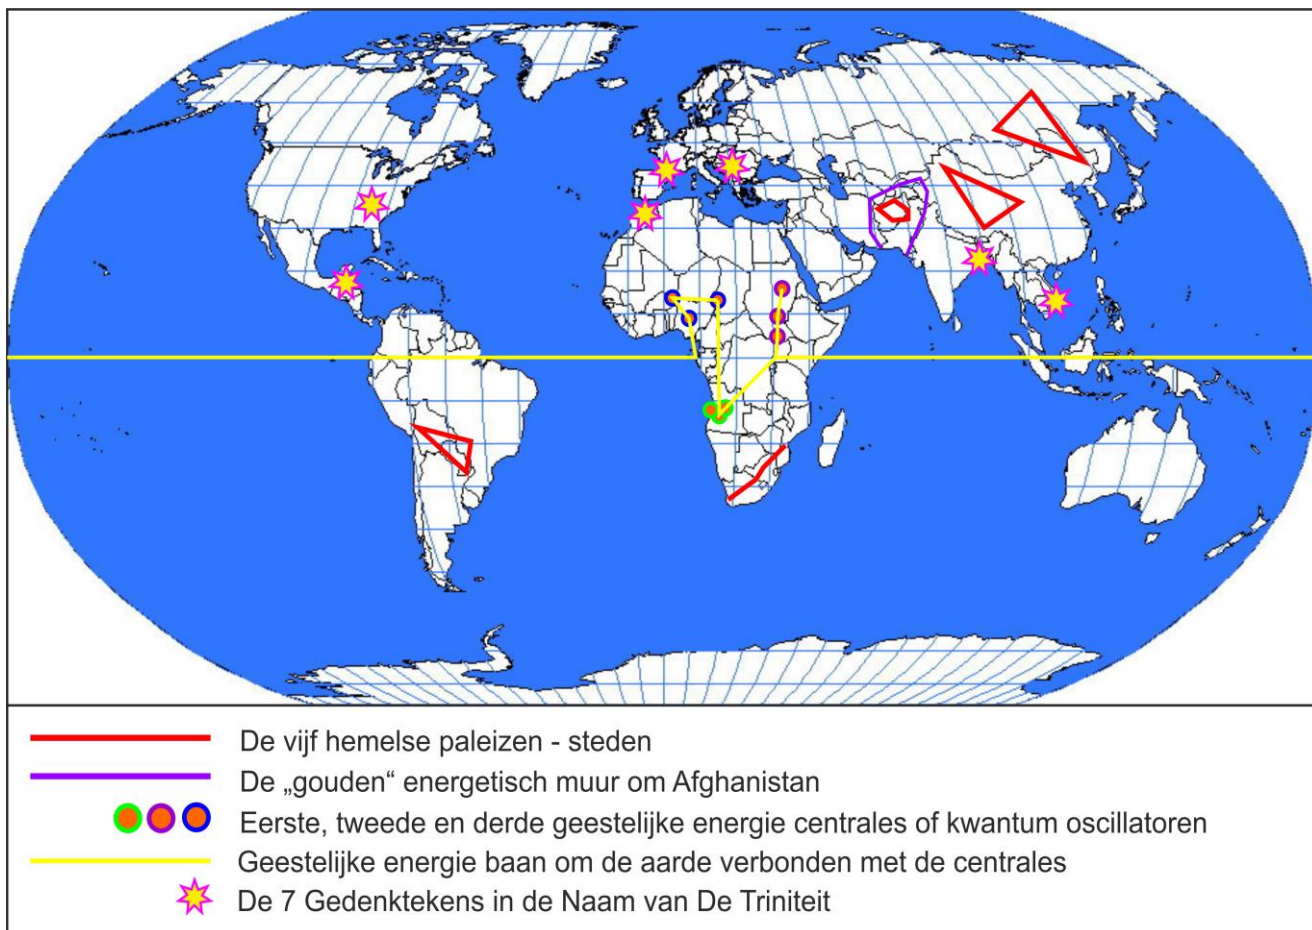 De vijf hemelse paleizen - steden
De „gouden“ energetisch muur om Afghanistan
Eerste, tweede en derde geestelijke energie centrales of kwantum oscillatoren
Geestelijke energie baan om de aarde verbonden met de centrales
De 7 Gedenktekens in de Naam van De Triniteit